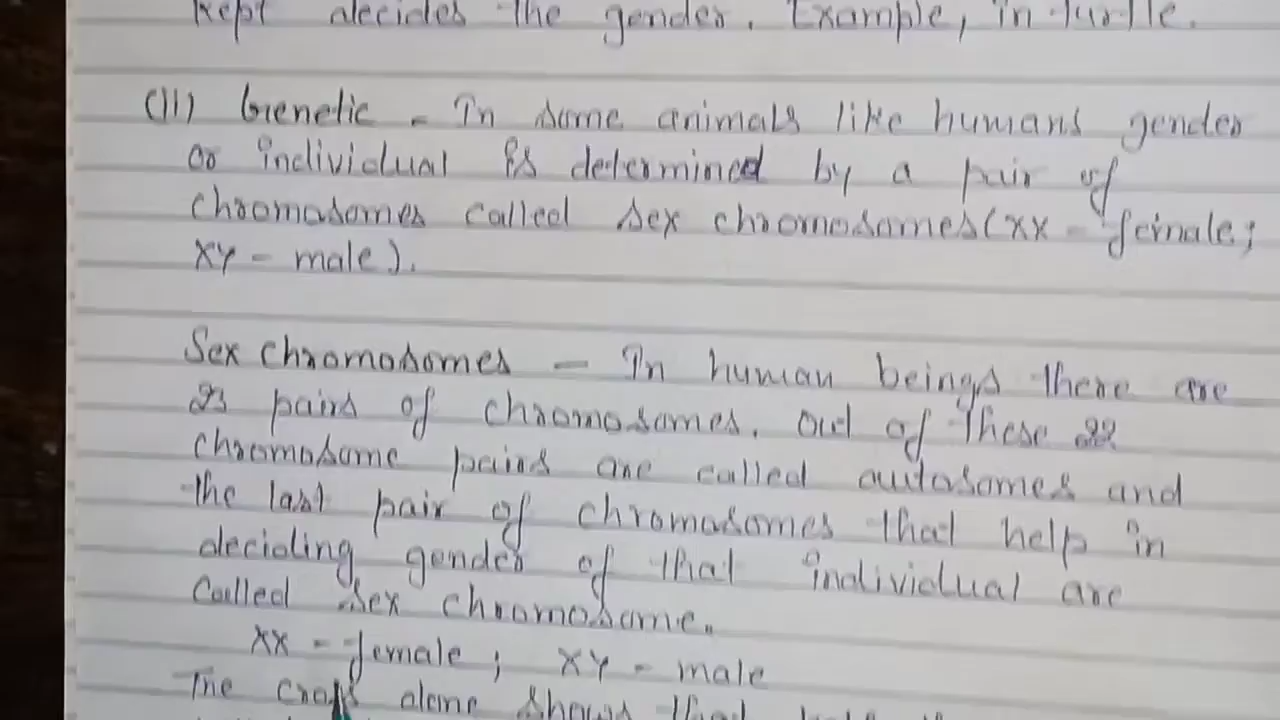 kept decides the gender. Example, in turtle.
(II) Genetic - In some animals like humans gender
or individual is determined by a pair of
chromosomes called sex chromosomes (XX - female;
XY - male).
Sex chromosomes - In human beings there are
23 pairs of chromosomes. Out of these 22
chromosome pairs are called autosomes and
the last pair of chromosomes that help in
deciding gender of that individual are
called sex chromosome.
XX - female; XY - male
The cross alone shows that